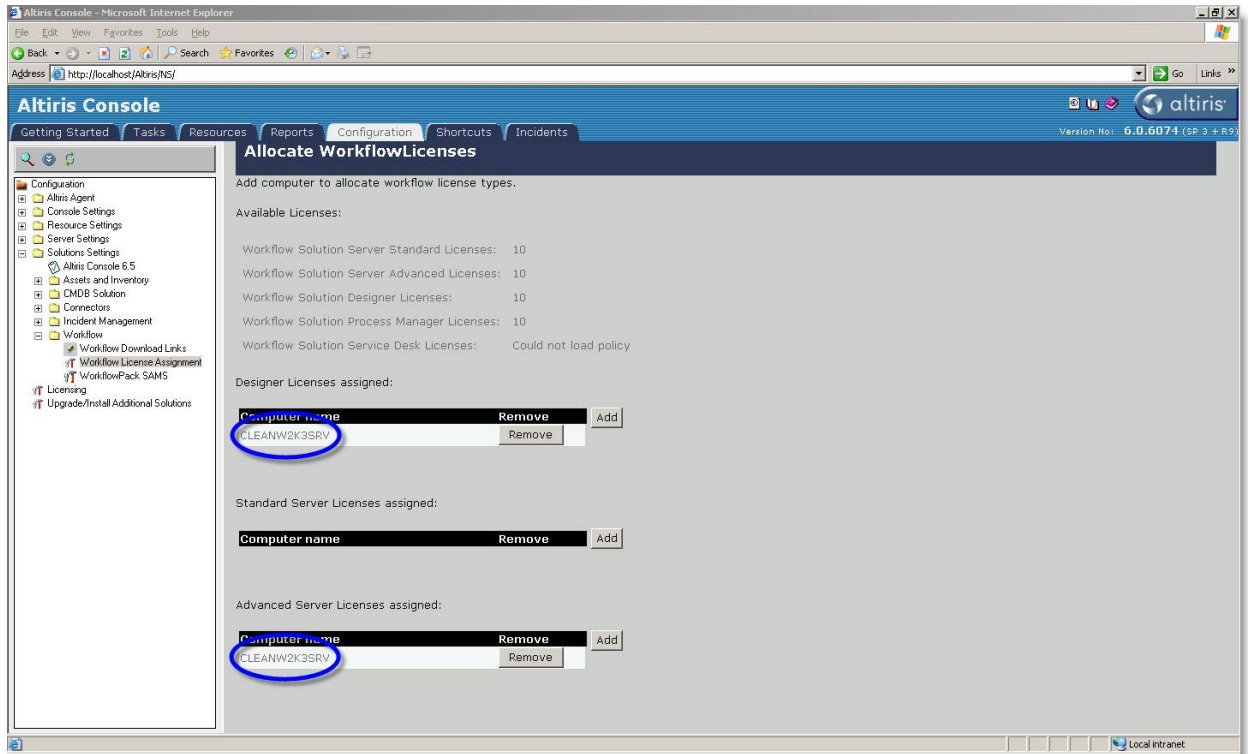 Altiris Console - Microsoft Internet Explorer
File Edit View Favorites Tools Help
Back Search Favorites
Address http://localhost/Altiris/NS/ Go Links »
Altiris Console altiris
Getting Started Tasks Resources Reports Configuration Shortcuts Incidents Version No: 6.0.6074 (SP 3 + R9)
Allocate WorkflowLicenses
Configuration
Altiris Agent
Console Settings
Resource Settings
Server Settings
Solutions Settings
Altiris Console 6.5
Assets and Inventory
CMDB Solution
Connectors
Incident Management
Workflow
Workflow Download Links
Workflow License Assignment
WorkflowPack SAMS
Licensing
Upgrade/Install Additional Solutions
Add computer to allocate workflow license types.
Available Licenses:
Workflow Solution Server Standard Licenses: 10
Workflow Solution Server Advanced Licenses: 10
Workflow Solution Designer Licenses: 10
Workflow Solution Process Manager Licenses: 10
Workflow Solution Service Desk Licenses: Could not load policy
Designer Licenses assigned:
Computer name Remove Add
CLEANW2K3SRV Remove
Standard Server Licenses assigned:
Computer name Remove Add
Advanced Server Licenses assigned:
Computer name Remove Add
CLEANW2K3SRV Remove
Local intranet